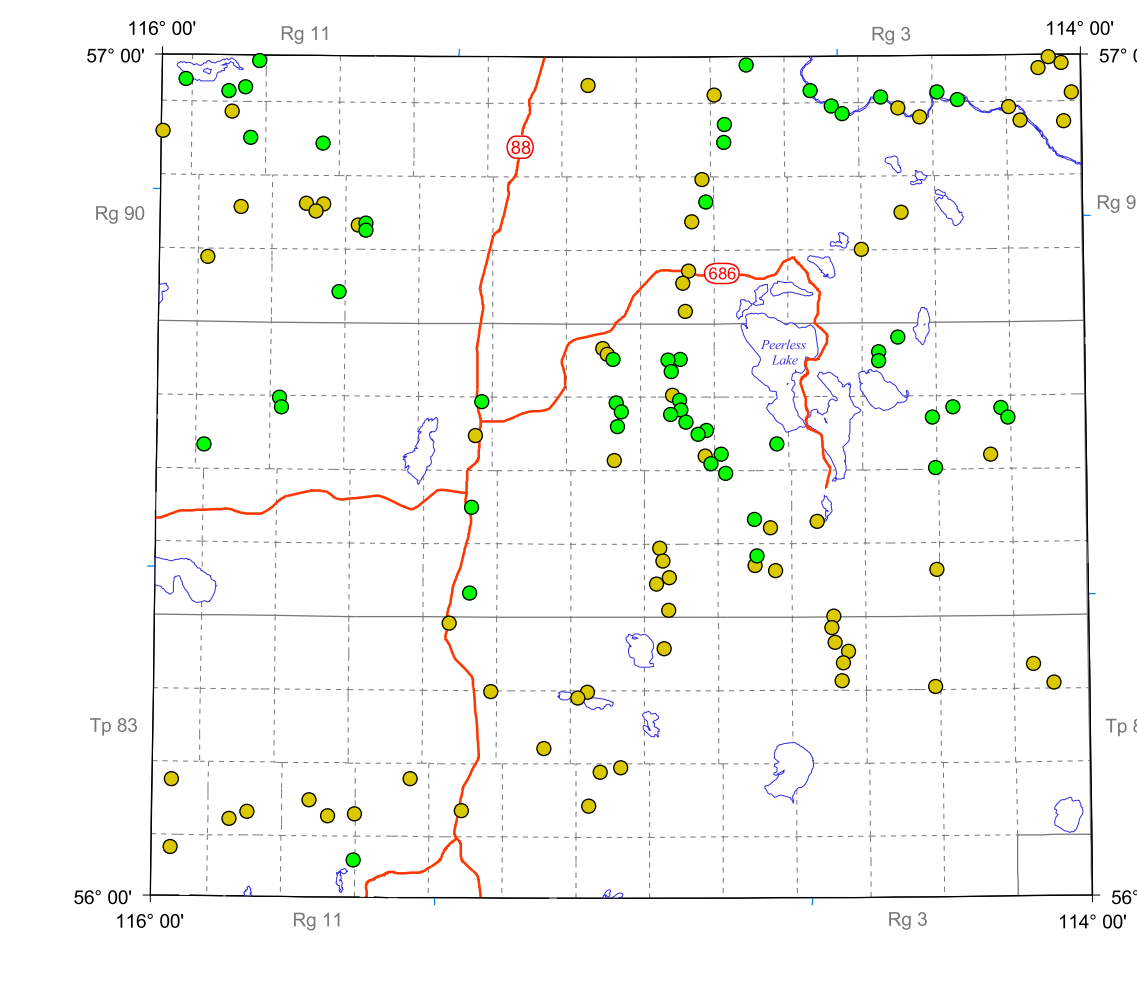 116° 00'
Rg 11
Rg 3
114° 00'
57° 00'
57° 0
88
Rg 90
Rg 9
686
Peerless
Lake
Tp 83
Tp 8
56° 00'
56°
116° 00'
Rg 11
Rg 3
114° 00'